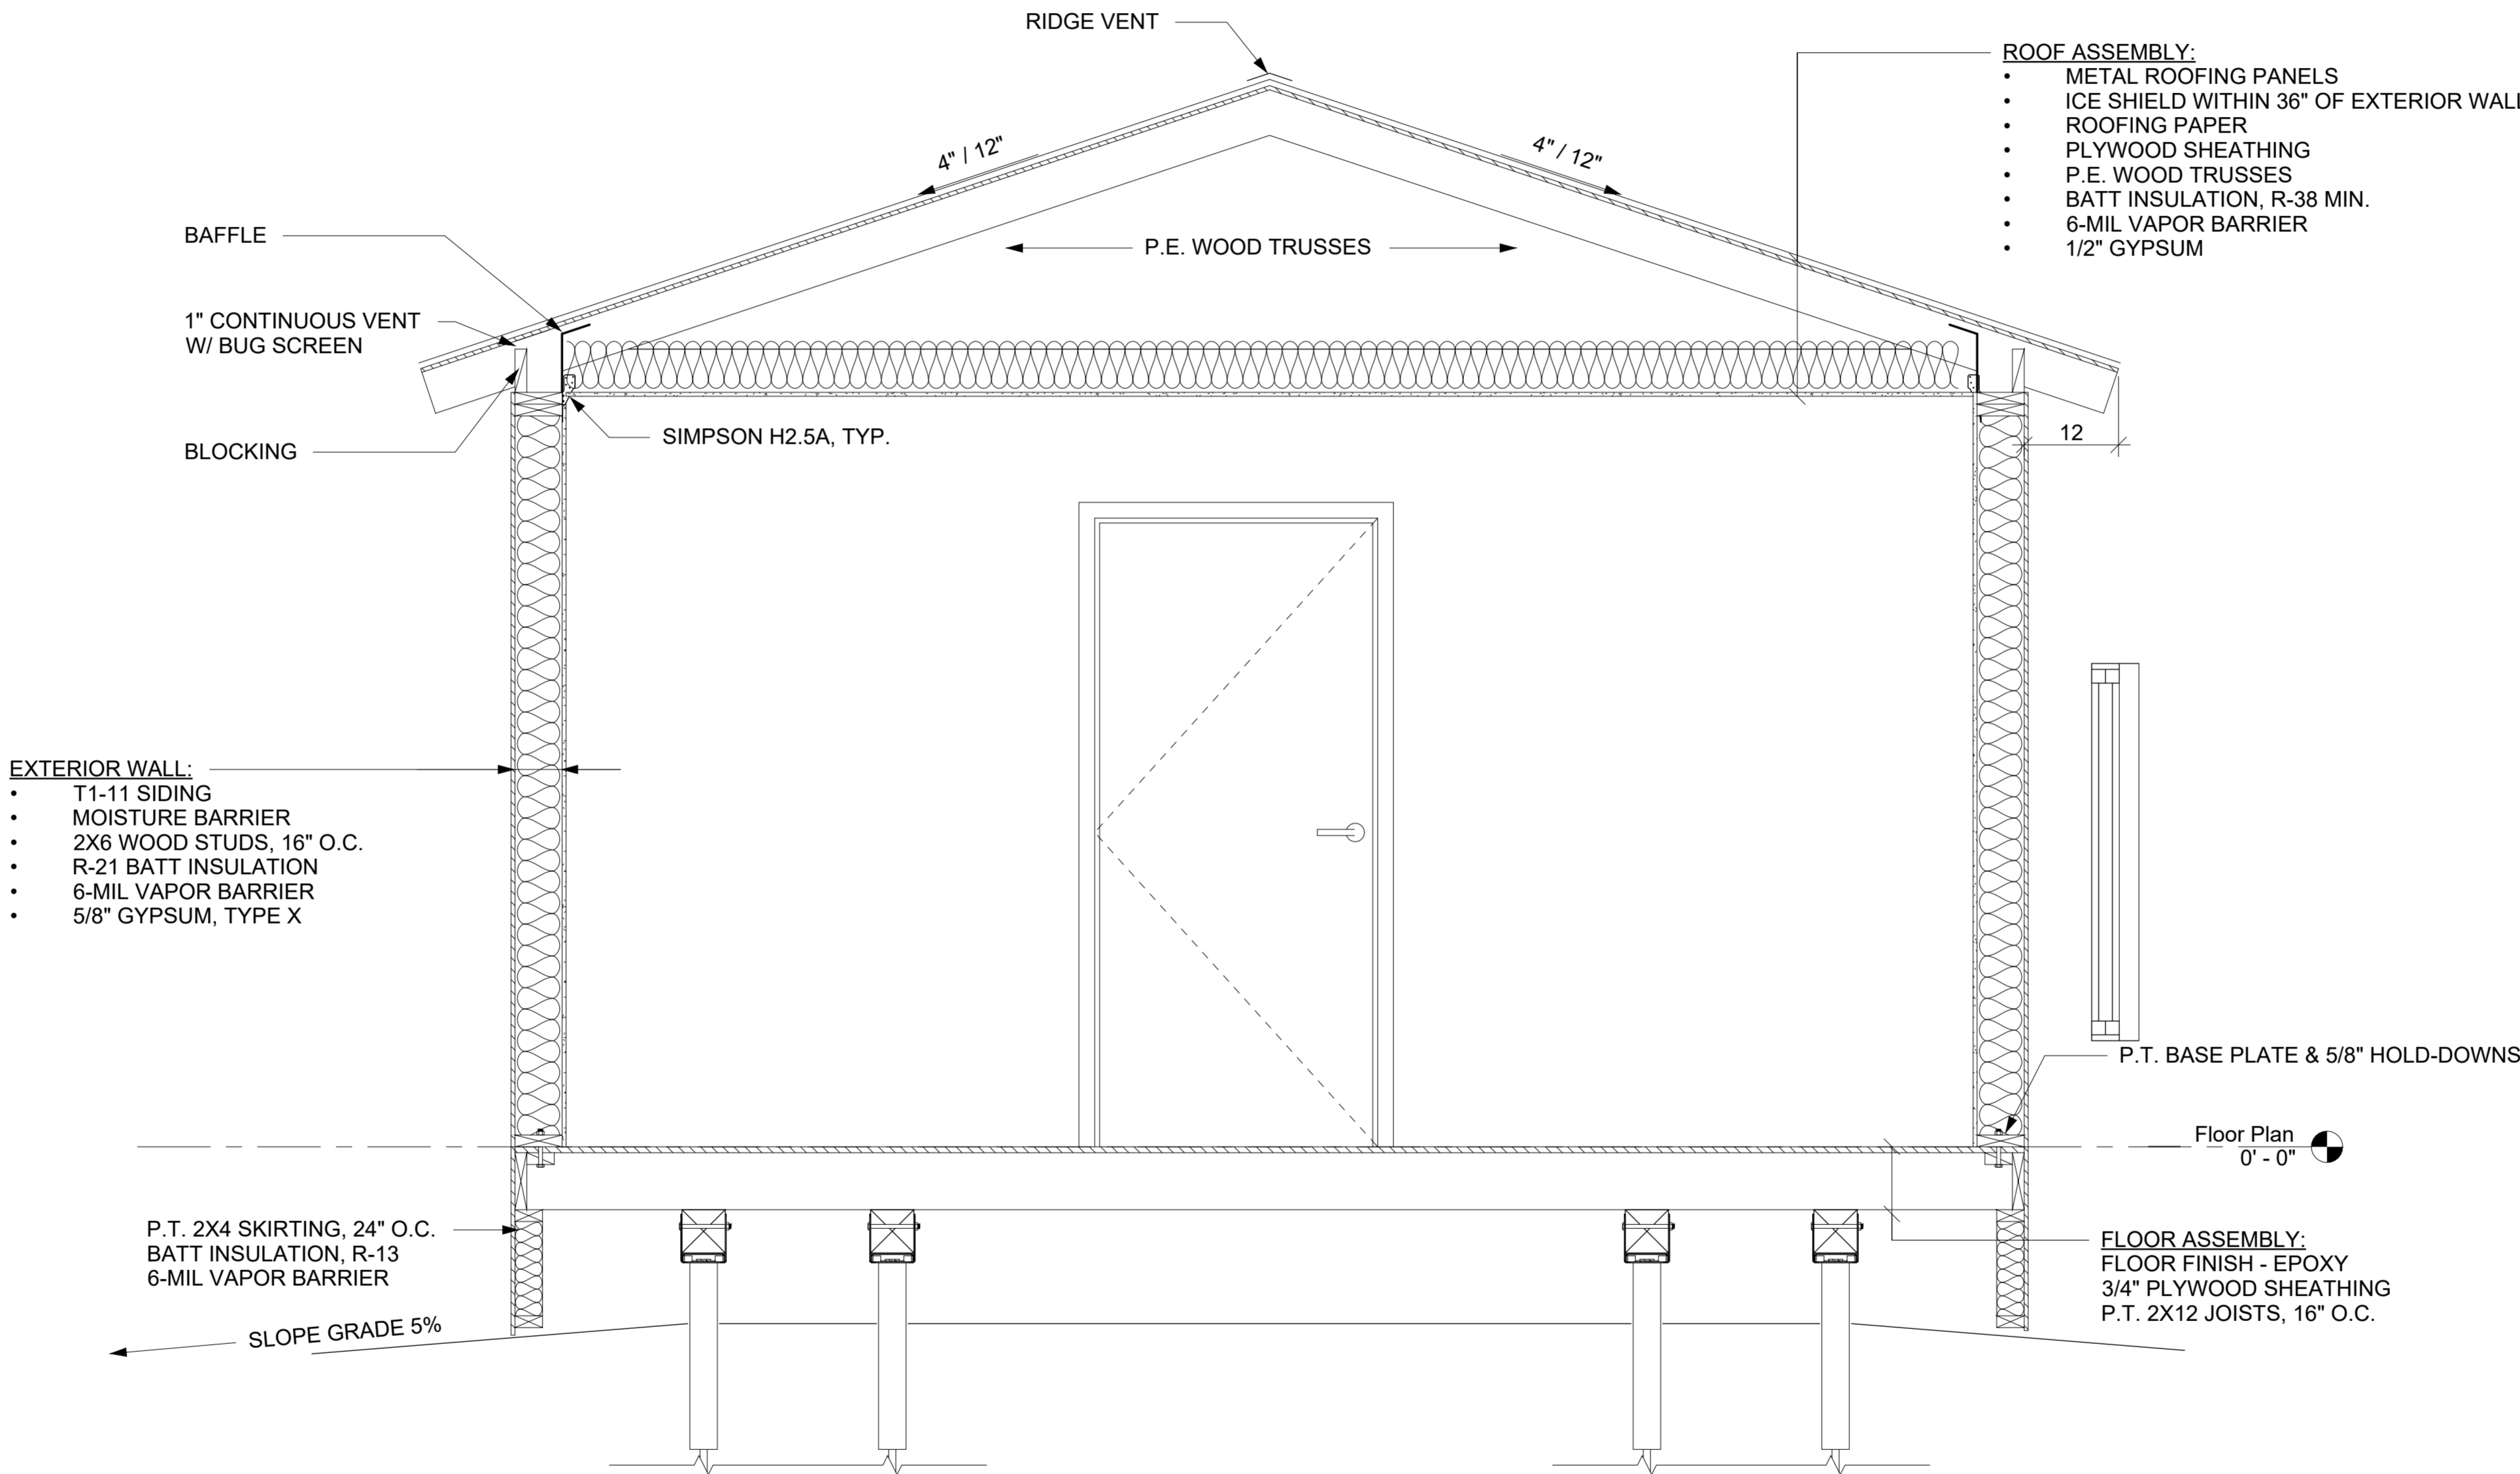 RIDGE VENT
ROOF ASSEMBLY:
• METAL ROOFING PANELS
• ICE SHIELD WITHIN 36" OF EXTERIOR WALL
• ROOFING PAPER
• PLYWOOD SHEATHING
• P.E. WOOD TRUSSES
• BATT INSULATION, R-38 MIN.
• 6-MIL VAPOR BARRIER
• 1/2" GYPSUM
4" / 12"
4" / 12"
BAFFLE
P.E. WOOD TRUSSES
1" CONTINUOUS VENT
W/ BUG SCREEN
BLOCKING
SIMPSON H2.5A, TYP.
12
EXTERIOR WALL:
• T1-11 SIDING
• MOISTURE BARRIER
• 2X6 WOOD STUDS, 16" O.C.
• R-21 BATT INSULATION
• 6-MIL VAPOR BARRIER
• 5/8" GYPSUM, TYPE X
P.T. BASE PLATE & 5/8" HOLD-DOWNS
Floor Plan
0' - 0"
P.T. 2X4 SKIRTING, 24" O.C.
BATT INSULATION, R-13
6-MIL VAPOR BARRIER
FLOOR ASSEMBLY:
FLOOR FINISH - EPOXY
3/4" PLYWOOD SHEATHING
P.T. 2X12 JOISTS, 16" O.C.
SLOPE GRADE 5%